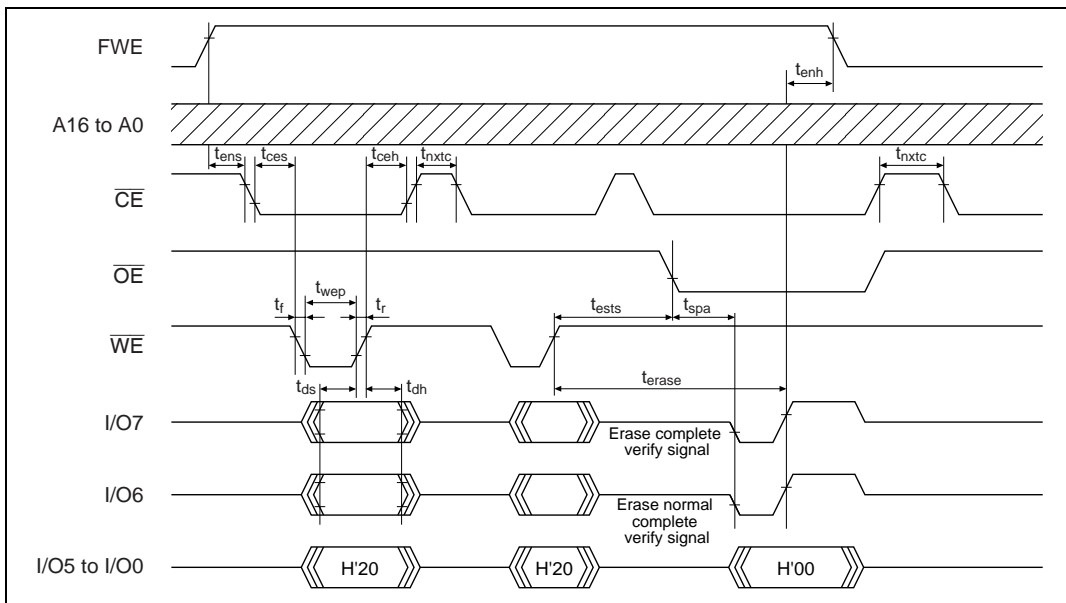 FWE
tenh
A16 to A0
tens
tces
tceh
tnxtc
tnxtc
CE
OE
twep
tf
tr
tests
tspa
WE
terase
tds
tdh
I/O7
Erase complete
verify signal
I/O6
Erase normal
complete
verify signal
I/O5 to I/O0
H'20
H'20
H'00